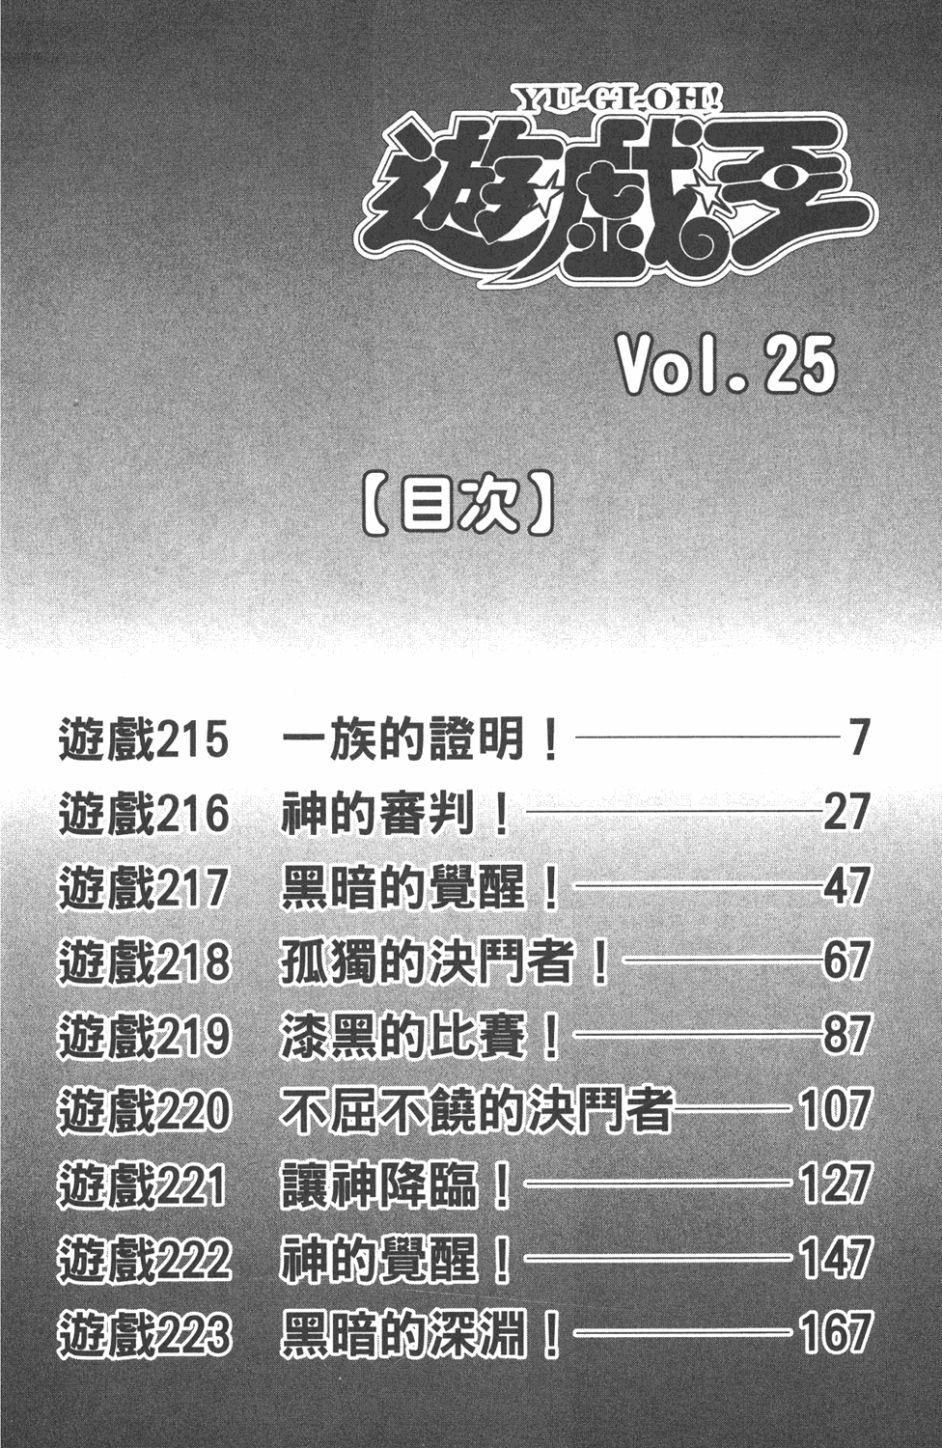 YU-GI-OH!
遊戲王
Vol.25
【目次】
遊戲215 一族的證明！ 7
遊戲216 神的審判！ 27
遊戲217 黑暗的覺醒！ 47
遊戲218 孤獨的決鬥者！ 67
遊戲219 漆黑的比賽！ 87
遊戲220 不屈不饒的決鬥者 107
遊戲221 讓神降臨！ 127
遊戲222 神的覺醒！ 147
遊戲223 黑暗的深淵！ 167